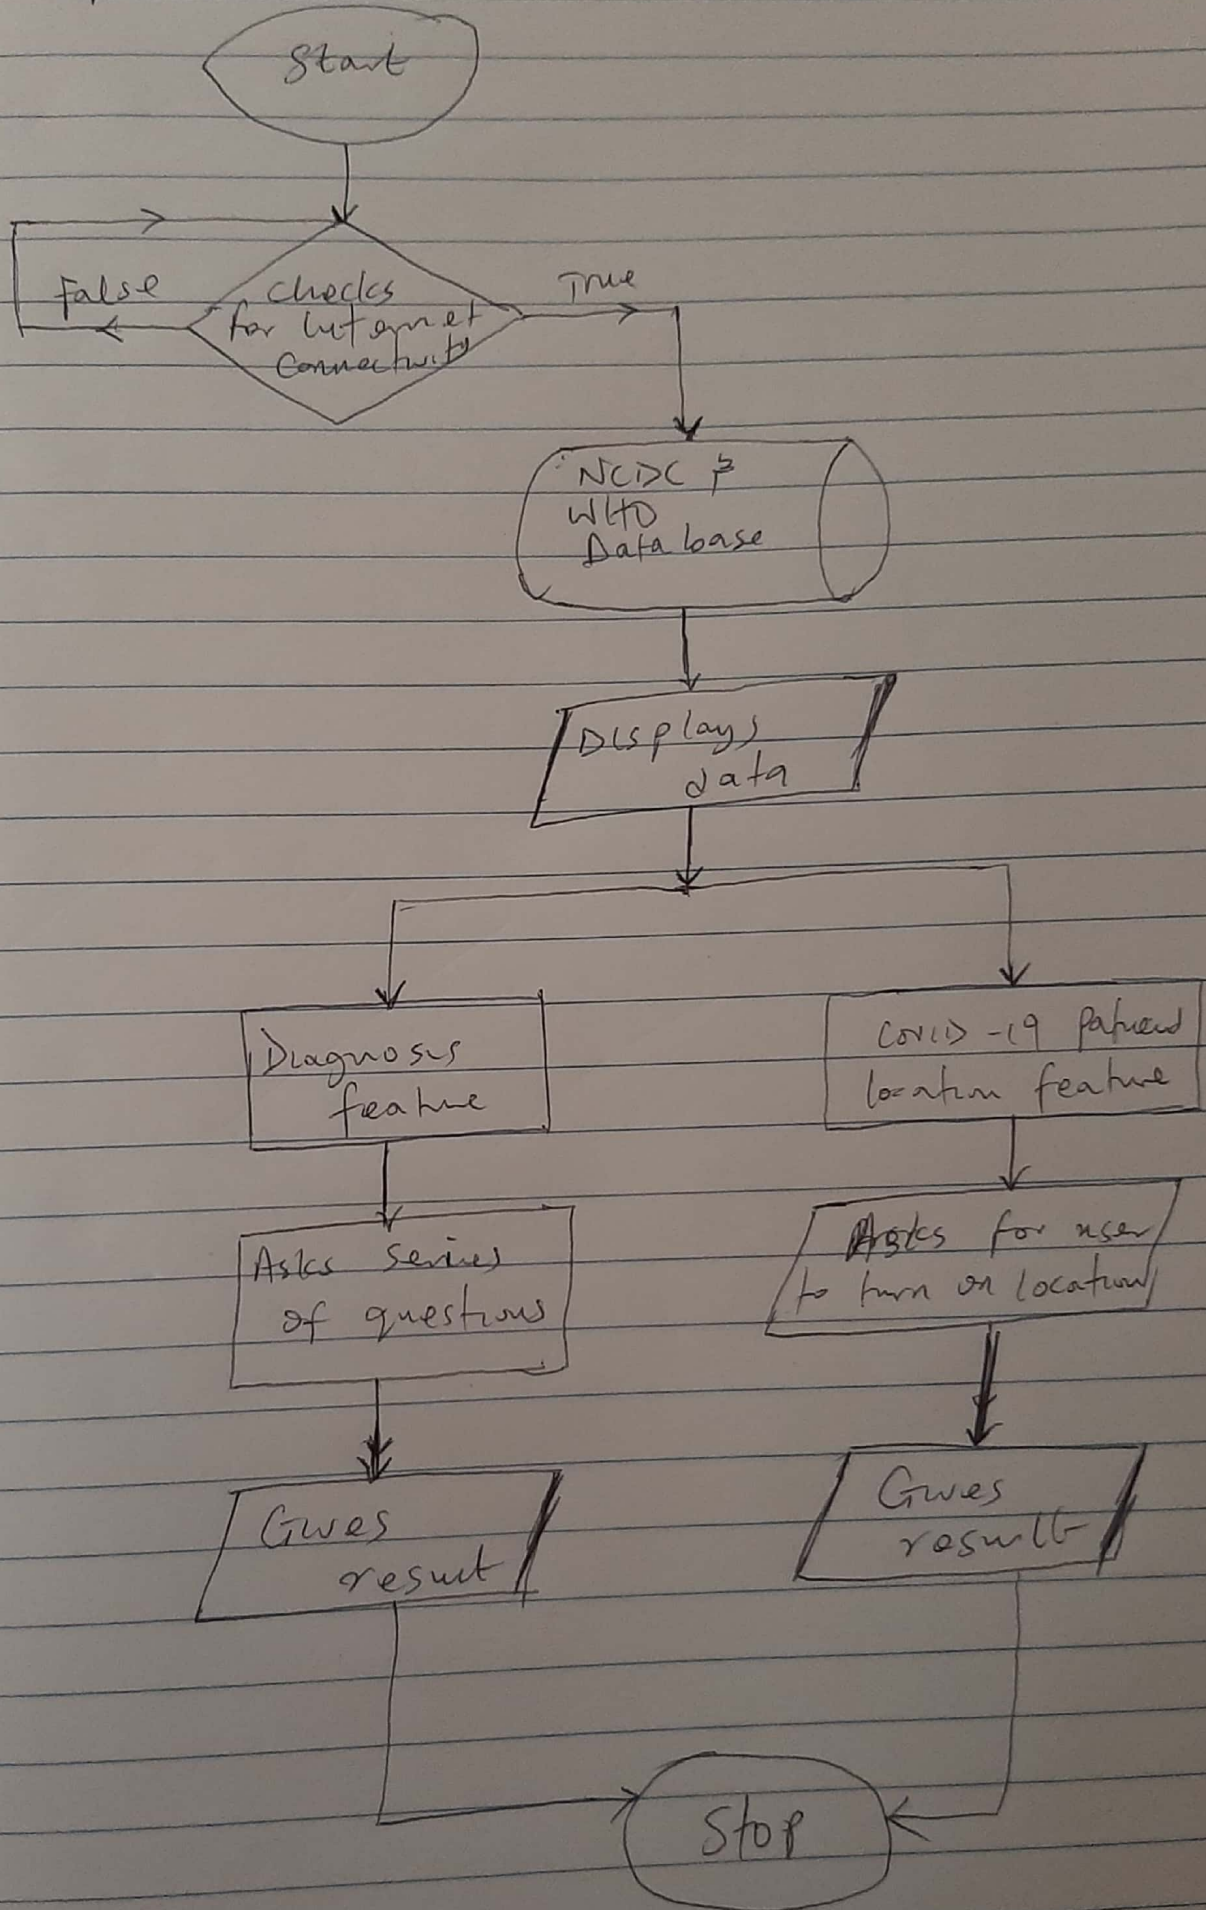 Start
False
True
Checks
for Internet
Connectivity
NCDC &
WHO
Database
Displays
data
Diagnosis
feature
Covid-19 Patient
location feature
Asks series
of questions
Asks for user
to turn on location
Gives
result
Gives
result
Stop